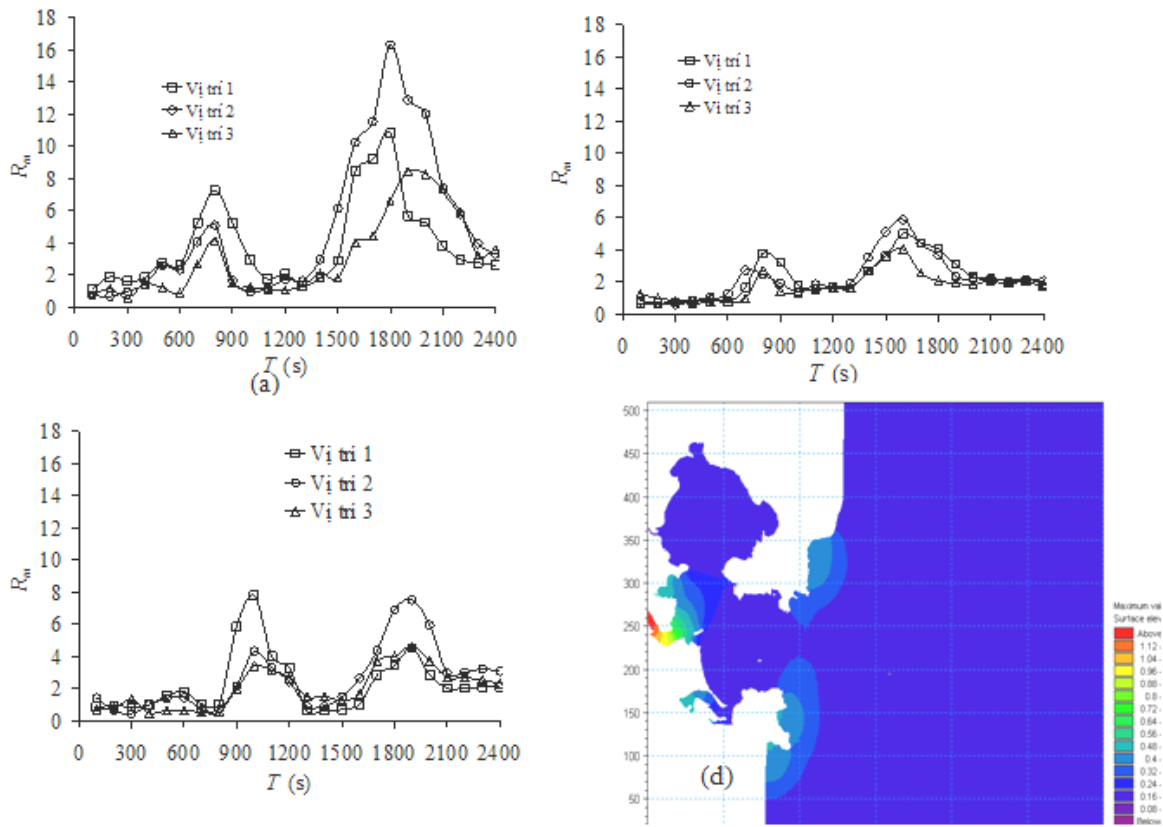 18
16
14
12
10
8
6
4
2
0
R_m
Vị trí 1
Vị trí 2
Vị trí 3
0 300 600 900 1200 1500 1800 2100 2400
T (s)
(a)
18
16
14
12
10
8
6
4
2
0
R_m
Vị trí 1
Vị trí 2
Vi trí 3
0 300 600 900 1200 1500 1800 2100 2400
T (s)
18
16
14
12
10
8
6
4
2
0
R_m
Vị trí 1
Vị trí 2
Vị trí 3
0 300 600 900 1200 1500 1800 2100 2400
T (s)
500
450
400
350
300
250
200
150
100
50
(d)
Maximum val
Surface elev
Above
1.12 -
1.04 -
0.96 -
0.88 -
0.8 -
0.72 -
0.64 -
0.56 -
0.48 -
0.4 -
0.32 -
0.24 -
0.16 -
0.08 -
Below